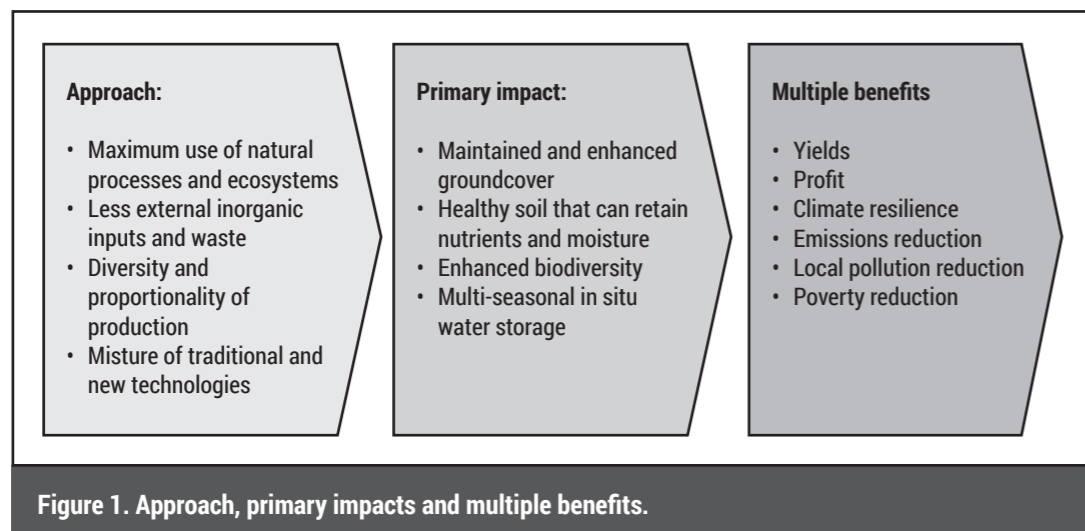 Approach:
• Maximum use of natural
processes and ecosystems
• Less external inorganic
inputs and waste
• Diversity and
proportionality of
production
• Misture of traditional and
new technologies
Primary impact:
• Maintained and enhanced
groundcover
• Healthy soil that can retain
nutrients and moisture
• Enhanced biodiversity
• Multi-seasonal in situ
water storage
Multiple benefits
• Yields
• Profit
• Climate resilience
• Emissions reduction
• Local pollution reduction
• Poverty reduction
Figure 1. Approach, primary impacts and multiple benefits.